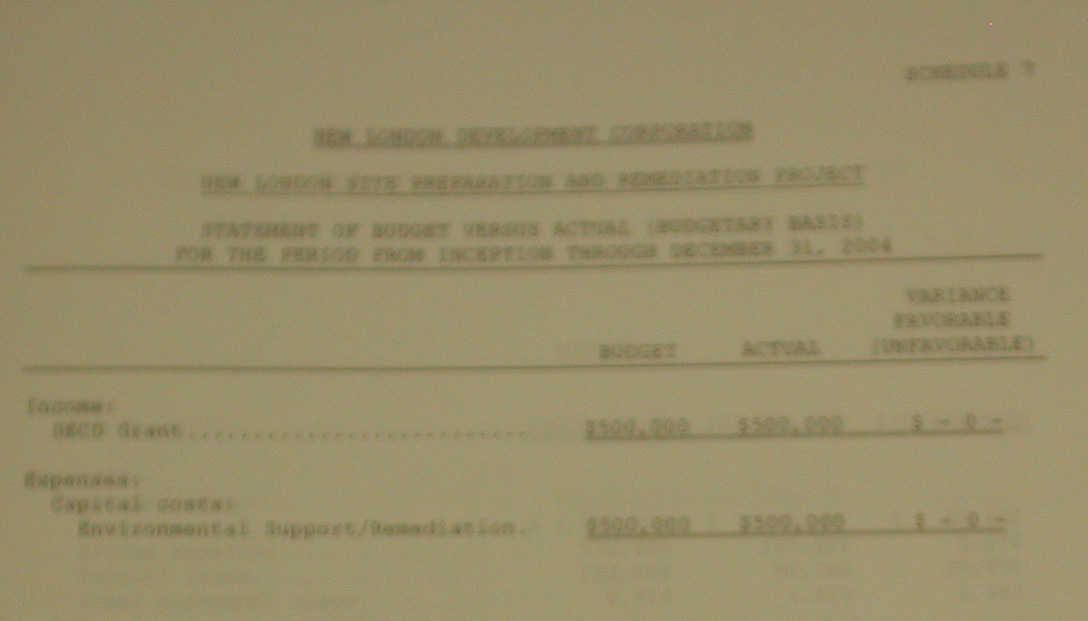 SCHEDULE 7
NEW LONDON DEVELOPMENT CORPORATION
NEW LONDON SITE PREPARATION AND REMEDIATION PROJECT
STATEMENT OF BUDGET VERSUS ACTUAL (BUDGETARY BASIS)
FOR THE PERIOD FROM INCEPTION THROUGH DECEMBER 31, 2004
VARIANCE
FAVORABLE
BUDGET ACTUAL (UNFAVORABLE)
Income:
Grant.......................... $500,000 $500,000 $ - 0 -
Expenses:
Capital costs:
Environmental Support/Remediation. $500,000 $500,000 $ - 0 -